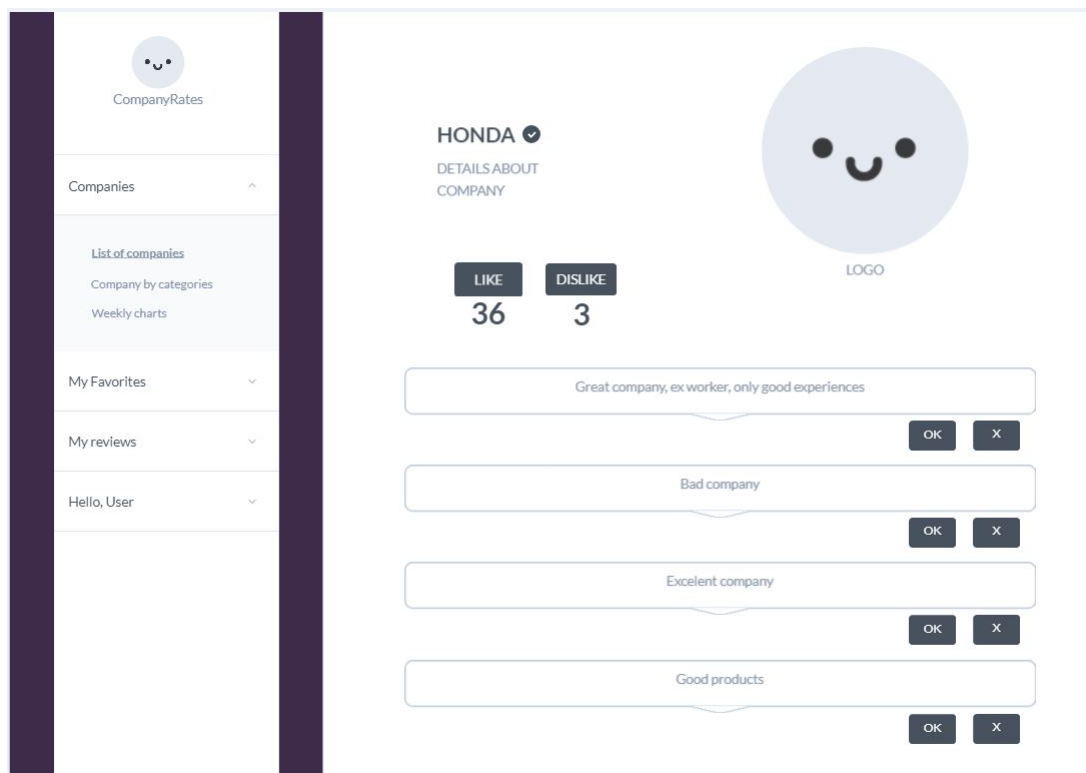 CompanyRates
Companies
List of companies
Company by categories
Weekly charts
My Favorites
My reviews
Hello, User
HONDA
DETAILS ABOUT
COMPANY
LOGO
LIKE
DISLIKE
36
3
Great company, ex worker, only good experiences
OK
X
Bad company
OK
X
Excelent company
OK
X
Good products
OK
X